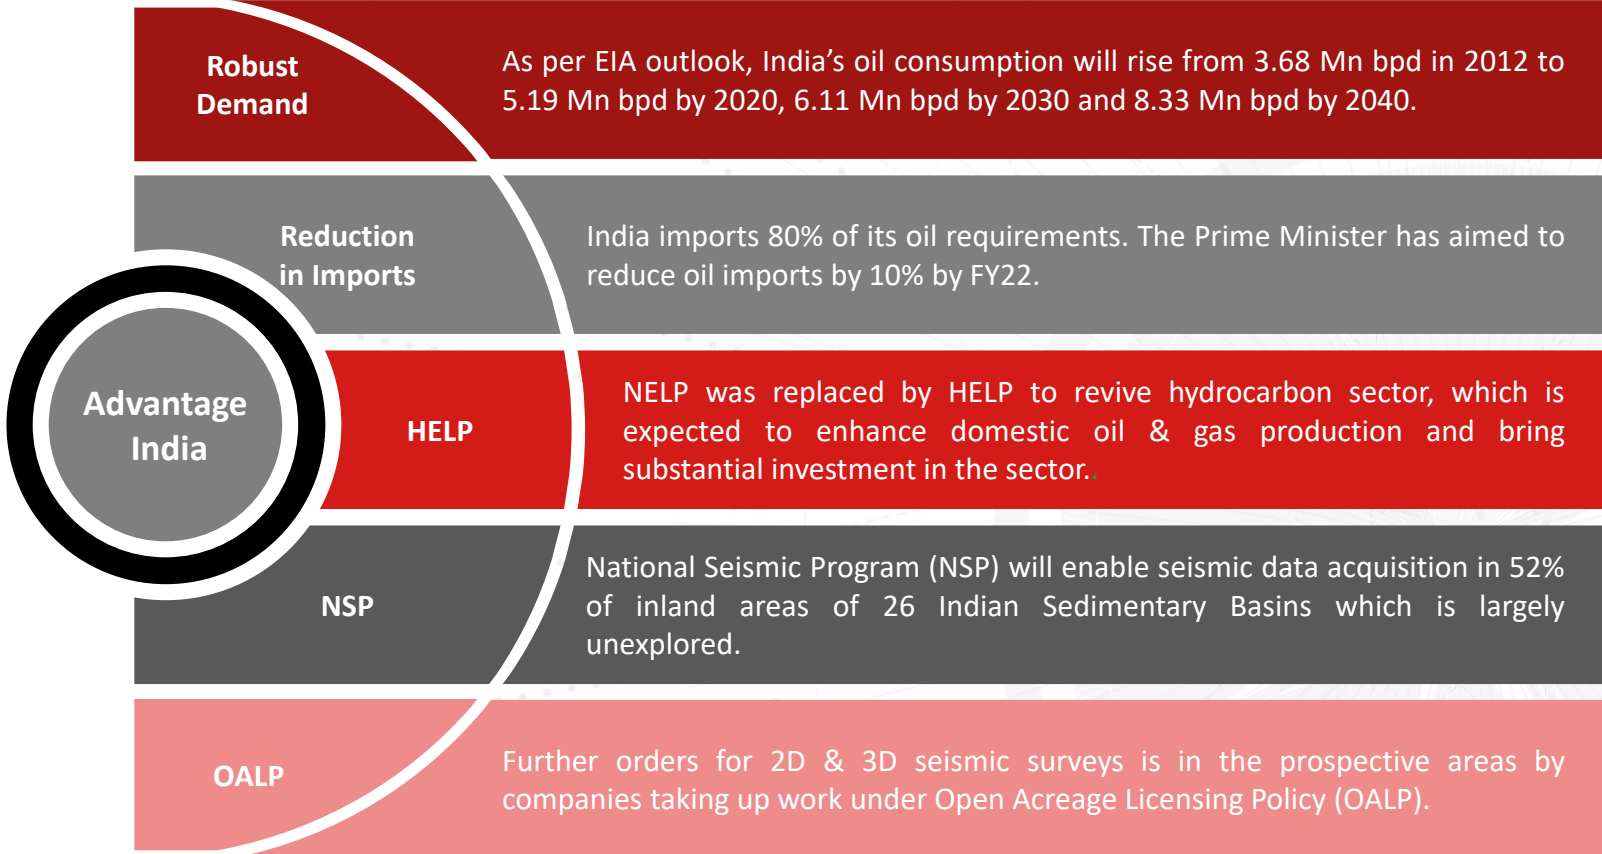 Robust
Demand
As per EIA outlook, India’s oil consumption will rise from 3.68 Mn bpd in 2012 to
5.19 Mn bpd by 2020, 6.11 Mn bpd by 2030 and 8.33 Mn bpd by 2040.
Reduction
in Imports
India imports 80% of its oil requirements. The Prime Minister has aimed to
reduce oil imports by 10% by FY22.
Advantage
India
HELP
NELP was replaced by HELP to revive hydrocarbon sector, which is
expected to enhance domestic oil & gas production and bring
substantial investment in the sector..
NSP
National Seismic Program (NSP) will enable seismic data acquisition in 52%
of inland areas of 26 Indian Sedimentary Basins which is largely
unexplored.
OALP
Further orders for 2D & 3D seismic surveys is in the prospective areas by
companies taking up work under Open Acreage Licensing Policy (OALP).